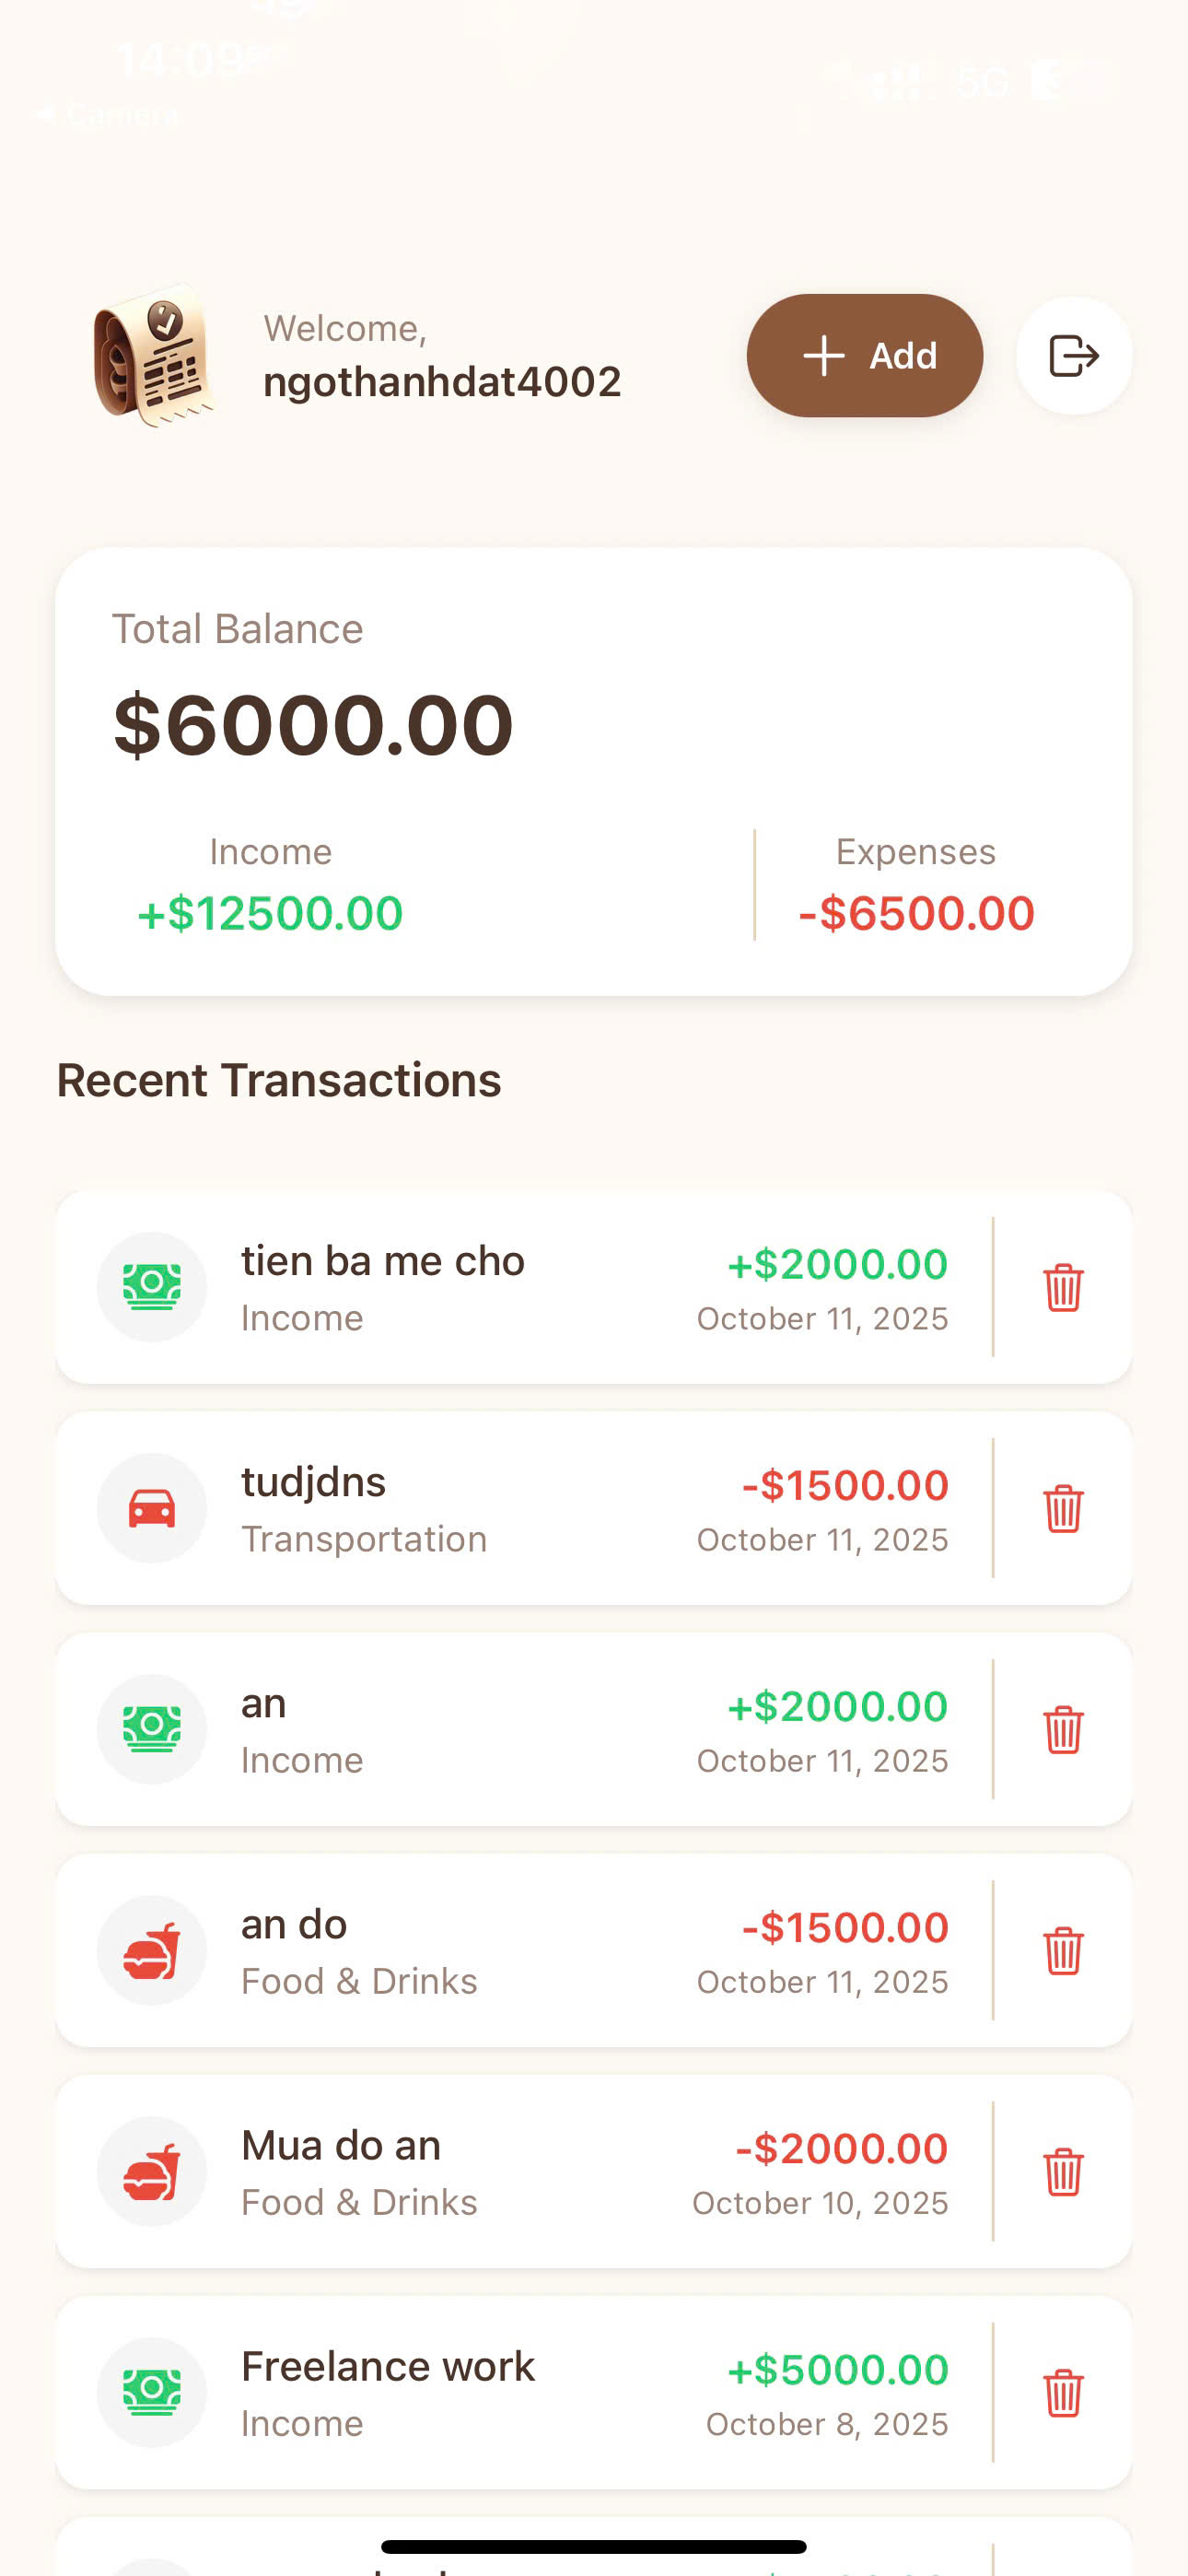 14:09
Camera
5G
Welcome,
ngothanhdat4002
Add
Total Balance
$6000.00
Income
Expenses
+$12500.00
-$6500.00
Recent Transactions
tien ba me cho
+$2000.00
Income
October 11, 2025
tudjdns
-$1500.00
Transportation
October 11, 2025
an
+$2000.00
Income
October 11, 2025
an do
-$1500.00
Food & Drinks
October 11, 2025
Mua do an
-$2000.00
Food & Drinks
October 10, 2025
Freelance work
+$5000.00
Income
October 8, 2025